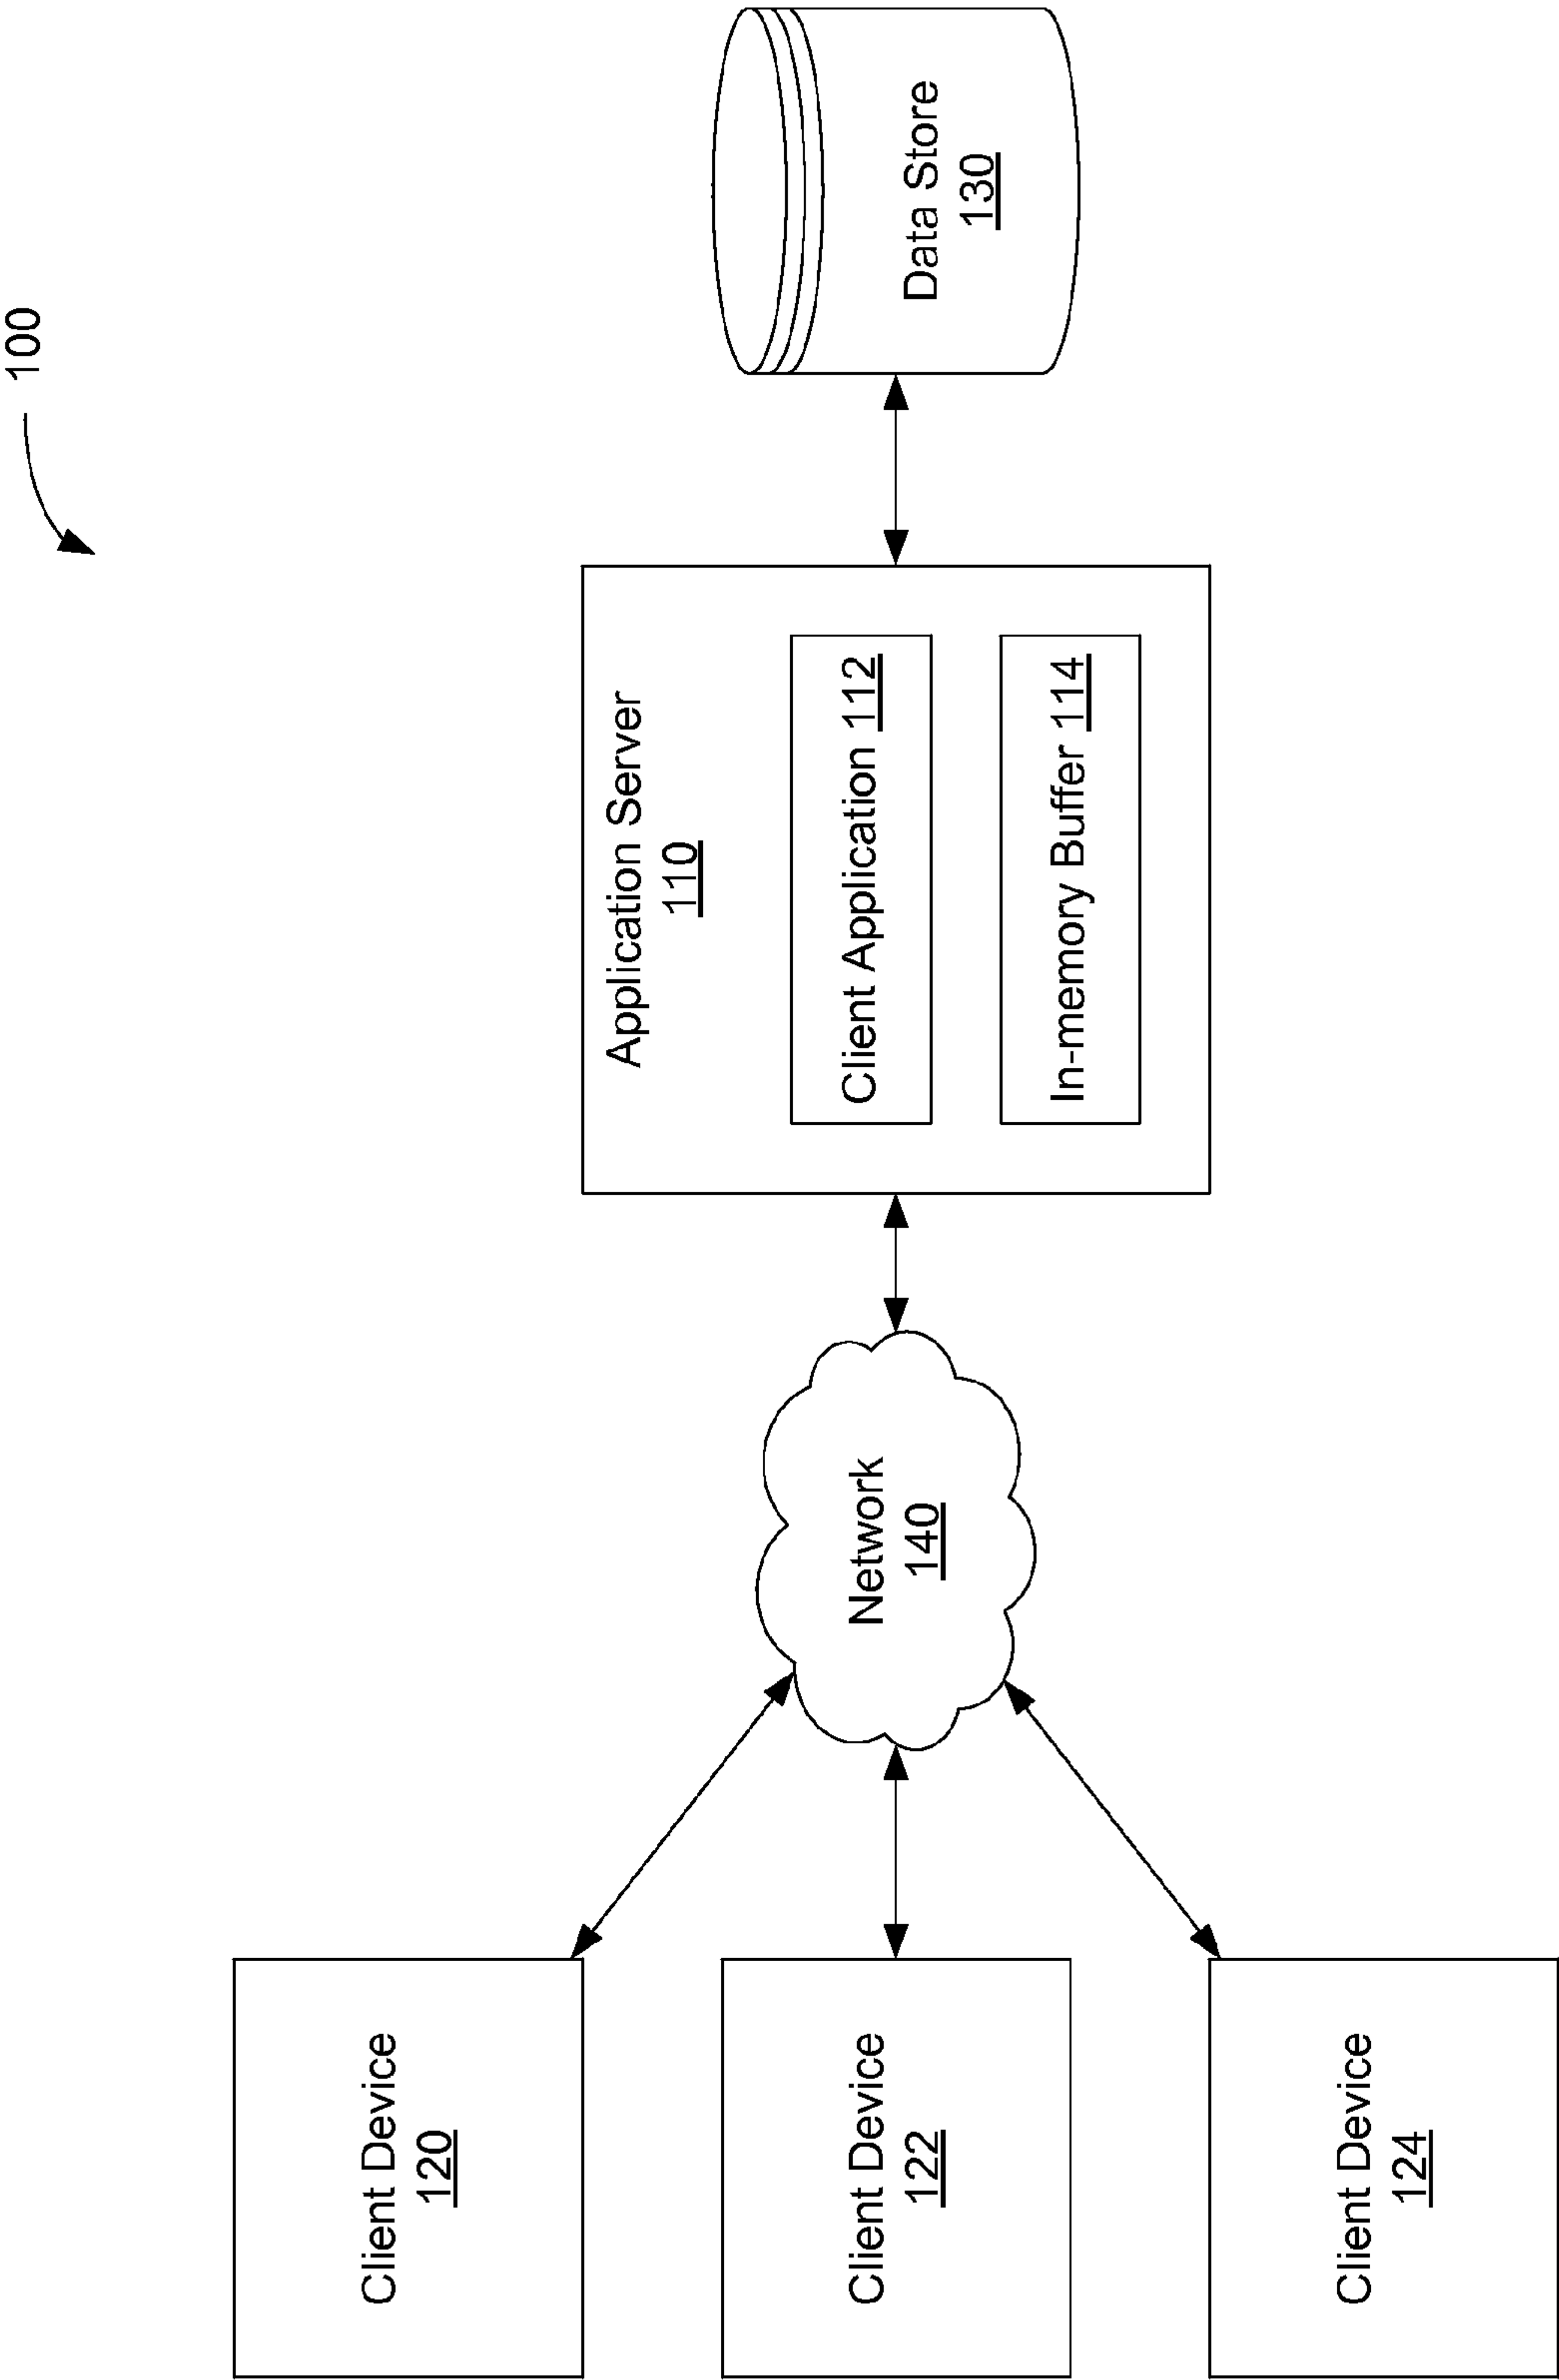 100
Client Device
120
Client Device
122
Client Device
124
Network
140
Application Server
110
Client Application 112
In-memory Buffer 114
Data Store
130